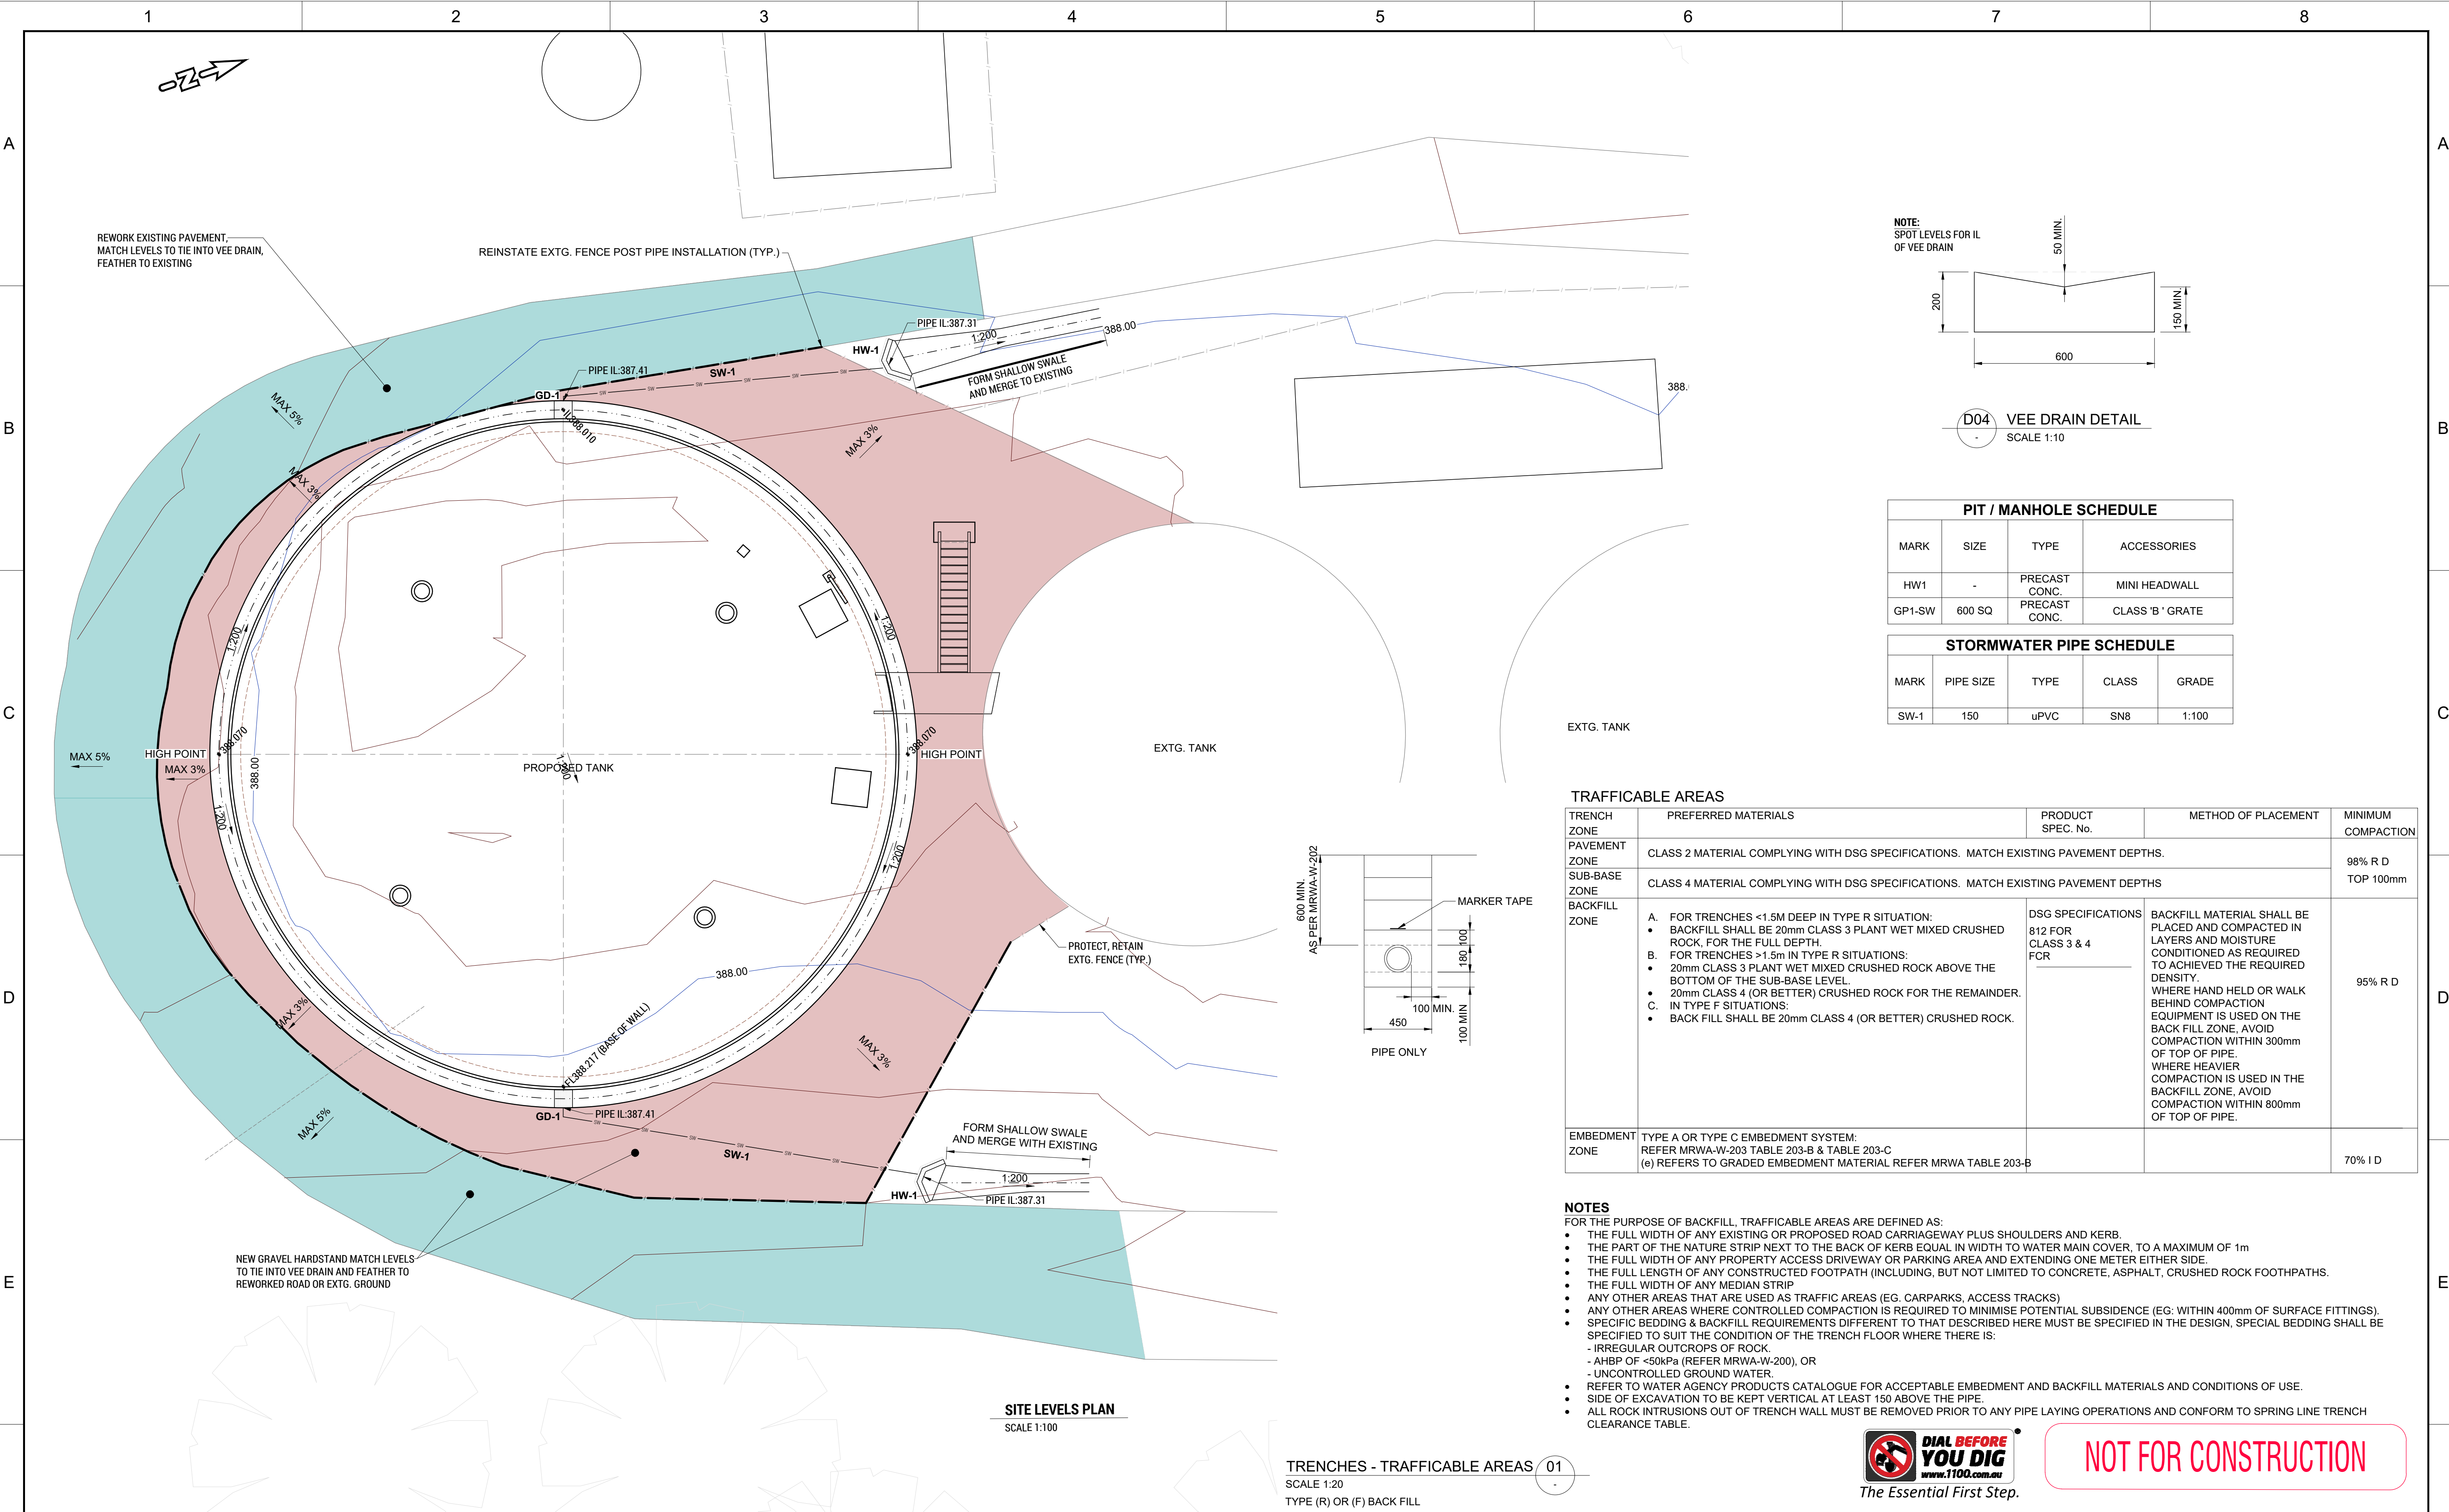 1 2 3 4 5 6 7 8
A
A
B
B
C
C
D
D
E
E
N
REWORK EXISTING PAVEMENT,
MATCH LEVELS TO TIE INTO VEE DRAIN,
FEATHER TO EXISTING
REINSTATE EXTG. FENCE POST PIPE INSTALLATION (TYP.)
PIPE IL:387.31
HW-1
1:200
388.00
FORM SHALLOW SWALE
AND MERGE TO EXISTING
PIPE IL:387.41
SW-1
SW SW SW SW SW SW
GD-1
IL388.010
MAX 5%
MAX 3%
MAX 3%
388.
1:200
1:200
388.070
HIGH POINT
388.070
HIGH POINT
MAX 5%
MAX 3%
388.00
PROPOSED TANK
EXTG. TANK
EXTG. TANK
1:200
1:200
PROTECT, RETAIN
EXTG. FENCE (TYP.)
388.00
FL388.217 (BASE OF WALL)
MAX 3%
MAX 3%
MAX 5%
GD-1
PIPE IL:387.41
SW SW SW SW SW SW SW
SW-1
FORM SHALLOW SWALE
AND MERGE WITH EXISTING
1:200
HW-1
PIPE IL:387.31
NEW GRAVEL HARDSTAND MATCH LEVELS
TO TIE INTO VEE DRAIN AND FEATHER TO
REWORKED ROAD OR EXTG. GROUND
SITE LEVELS PLAN
SCALE 1:100
NOTE:
SPOT LEVELS FOR IL
OF VEE DRAIN
50 MIN.
200
150 MIN.
600
D04
-
VEE DRAIN DETAIL
SCALE 1:10
PIT / MANHOLE SCHEDULE
MARK SIZE TYPE ACCESSORIES
HW1 - PRECAST CONC. MINI HEADWALL
GP1-SW 600 SQ PRECAST CONC. CLASS 'B ' GRATE
STORMWATER PIPE SCHEDULE
MARK PIPE SIZE TYPE CLASS GRADE
SW-1 150 uPVC SN8 1:100
600 MIN.
AS PER MRWA-W-202
MARKER TAPE
100
180
100 MIN.
450
100 MIN
PIPE ONLY
TRAFFICABLE AREAS
TRENCH ZONE PREFERRED MATERIALS PRODUCT SPEC. No. METHOD OF PLACEMENT MINIMUM COMPACTION
PAVEMENT ZONE CLASS 2 MATERIAL COMPLYING WITH DSG SPECIFICATIONS. MATCH EXISTING PAVEMENT DEPTHS.
98% R D
TOP 100mm
SUB-BASE ZONE CLASS 4 MATERIAL COMPLYING WITH DSG SPECIFICATIONS. MATCH EXISTING PAVEMENT DEPTHS
BACKFILL
ZONE
A. FOR TRENCHES <1.5M DEEP IN TYPE R SITUATION:
• BACKFILL SHALL BE 20mm CLASS 3 PLANT WET MIXED CRUSHED
ROCK, FOR THE FULL DEPTH.
B. FOR TRENCHES >1.5m IN TYPE R SITUATIONS:
• 20mm CLASS 3 PLANT WET MIXED CRUSHED ROCK ABOVE THE
BOTTOM OF THE SUB-BASE LEVEL.
• 20mm CLASS 4 (OR BETTER) CRUSHED ROCK FOR THE REMAINDER.
C. IN TYPE F SITUATIONS:
• BACK FILL SHALL BE 20mm CLASS 4 (OR BETTER) CRUSHED ROCK.
DSG SPECIFICATIONS
812 FOR
CLASS 3 & 4
FCR
BACKFILL MATERIAL SHALL BE
PLACED AND COMPACTED IN
LAYERS AND MOISTURE
CONDITIONED AS REQUIRED
TO ACHIEVED THE REQUIRED
DENSITY.
WHERE HAND HELD OR WALK
BEHIND COMPACTION
EQUIPMENT IS USED ON THE
BACK FILL ZONE, AVOID
COMPACTION WITHIN 300mm
OF TOP OF PIPE.
WHERE HEAVIER
COMPACTION IS USED IN THE
BACKFILL ZONE, AVOID
COMPACTION WITHIN 800mm
OF TOP OF PIPE.
95% R D
EMBEDMENT
ZONE
TYPE A OR TYPE C EMBEDMENT SYSTEM:
REFER MRWA-W-203 TABLE 203-B & TABLE 203-C
(e) REFERS TO GRADED EMBEDMENT MATERIAL REFER MRWA TABLE 203-B
70% I D
NOTES
FOR THE PURPOSE OF BACKFILL, TRAFFICABLE AREAS ARE DEFINED AS:
• THE FULL WIDTH OF ANY EXISTING OR PROPOSED ROAD CARRIAGEWAY PLUS SHOULDERS AND KERB.
• THE PART OF THE NATURE STRIP NEXT TO THE BACK OF KERB EQUAL IN WIDTH TO WATER MAIN COVER, TO A MAXIMUM OF 1m
• THE FULL WIDTH OF ANY PROPERTY ACCESS DRIVEWAY OR PARKING AREA AND EXTENDING ONE METER EITHER SIDE.
• THE FULL LENGTH OF ANY CONSTRUCTED FOOTPATH (INCLUDING, BUT NOT LIMITED TO CONCRETE, ASPHALT, CRUSHED ROCK FOOTHPATHS.
• THE FULL WIDTH OF ANY MEDIAN STRIP
• ANY OTHER AREAS THAT ARE USED AS TRAFFIC AREAS (EG. CARPARKS, ACCESS TRACKS)
• ANY OTHER AREAS WHERE CONTROLLED COMPACTION IS REQUIRED TO MINIMISE POTENTIAL SUBSIDENCE (EG: WITHIN 400mm OF SURFACE FITTINGS).
• SPECIFIC BEDDING & BACKFILL REQUIREMENTS DIFFERENT TO THAT DESCRIBED HERE MUST BE SPECIFIED IN THE DESIGN, SPECIAL BEDDING SHALL BE
SPECIFIED TO SUIT THE CONDITION OF THE TRENCH FLOOR WHERE THERE IS:
- IRREGULAR OUTCROPS OF ROCK.
- AHBP OF <50kPa (REFER MRWA-W-200), OR
- UNCONTROLLED GROUND WATER.
• REFER TO WATER AGENCY PRODUCTS CATALOGUE FOR ACCEPTABLE EMBEDMENT AND BACKFILL MATERIALS AND CONDITIONS OF USE.
• SIDE OF EXCAVATION TO BE KEPT VERTICAL AT LEAST 150 ABOVE THE PIPE.
• ALL ROCK INTRUSIONS OUT OF TRENCH WALL MUST BE REMOVED PRIOR TO ANY PIPE LAYING OPERATIONS AND CONFORM TO SPRING LINE TRENCH
CLEARANCE TABLE.
TRENCHES - TRAFFICABLE AREAS
01
-
SCALE 1:20
TYPE (R) OR (F) BACK FILL
DIAL BEFORE
YOU DIG
www.1100.com.au
The Essential First Step.
NOT FOR CONSTRUCTION